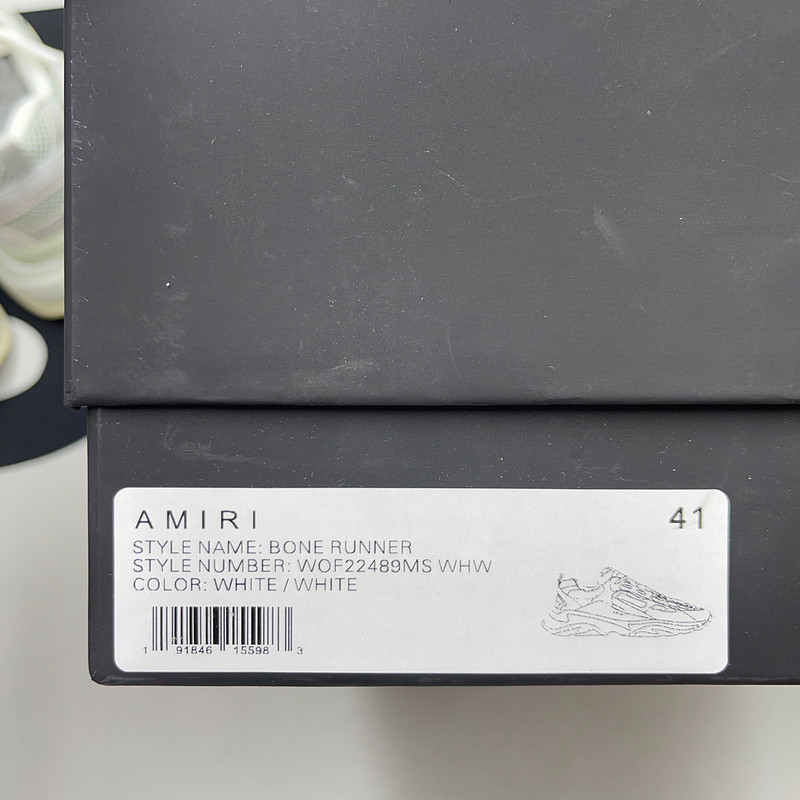 AMIRI 41
STYLE NAME: BONE RUNNER
STYLE NUMBER: WOF22489MS WHW
COLOR: WHITE / WHITE
1 91846 15598 3